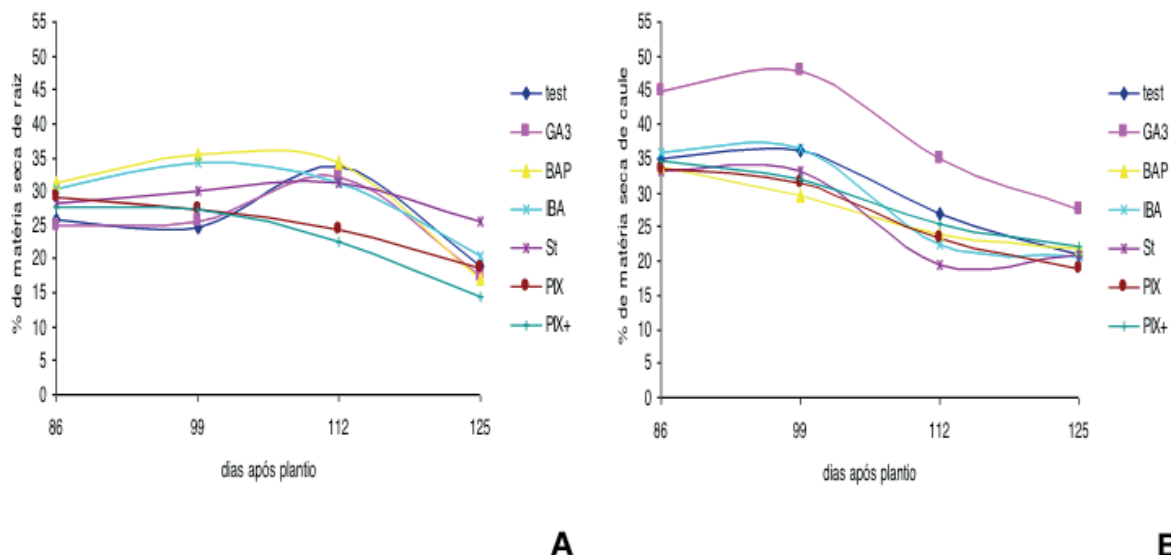 % de matéria seca de raiz
55
50
45
40
35
30
25
20
15
10
5
0
86 99 112 125
dias após plantio
test
GA3
BAP
IBA
St
PIX
PIX+
A
% de matéria seca de caule
55
50
45
40
35
30
25
20
15
10
5
0
86 99 112 125
dias após plantio
test
GA3
BAP
IBA
St
PIX
PIX+
B